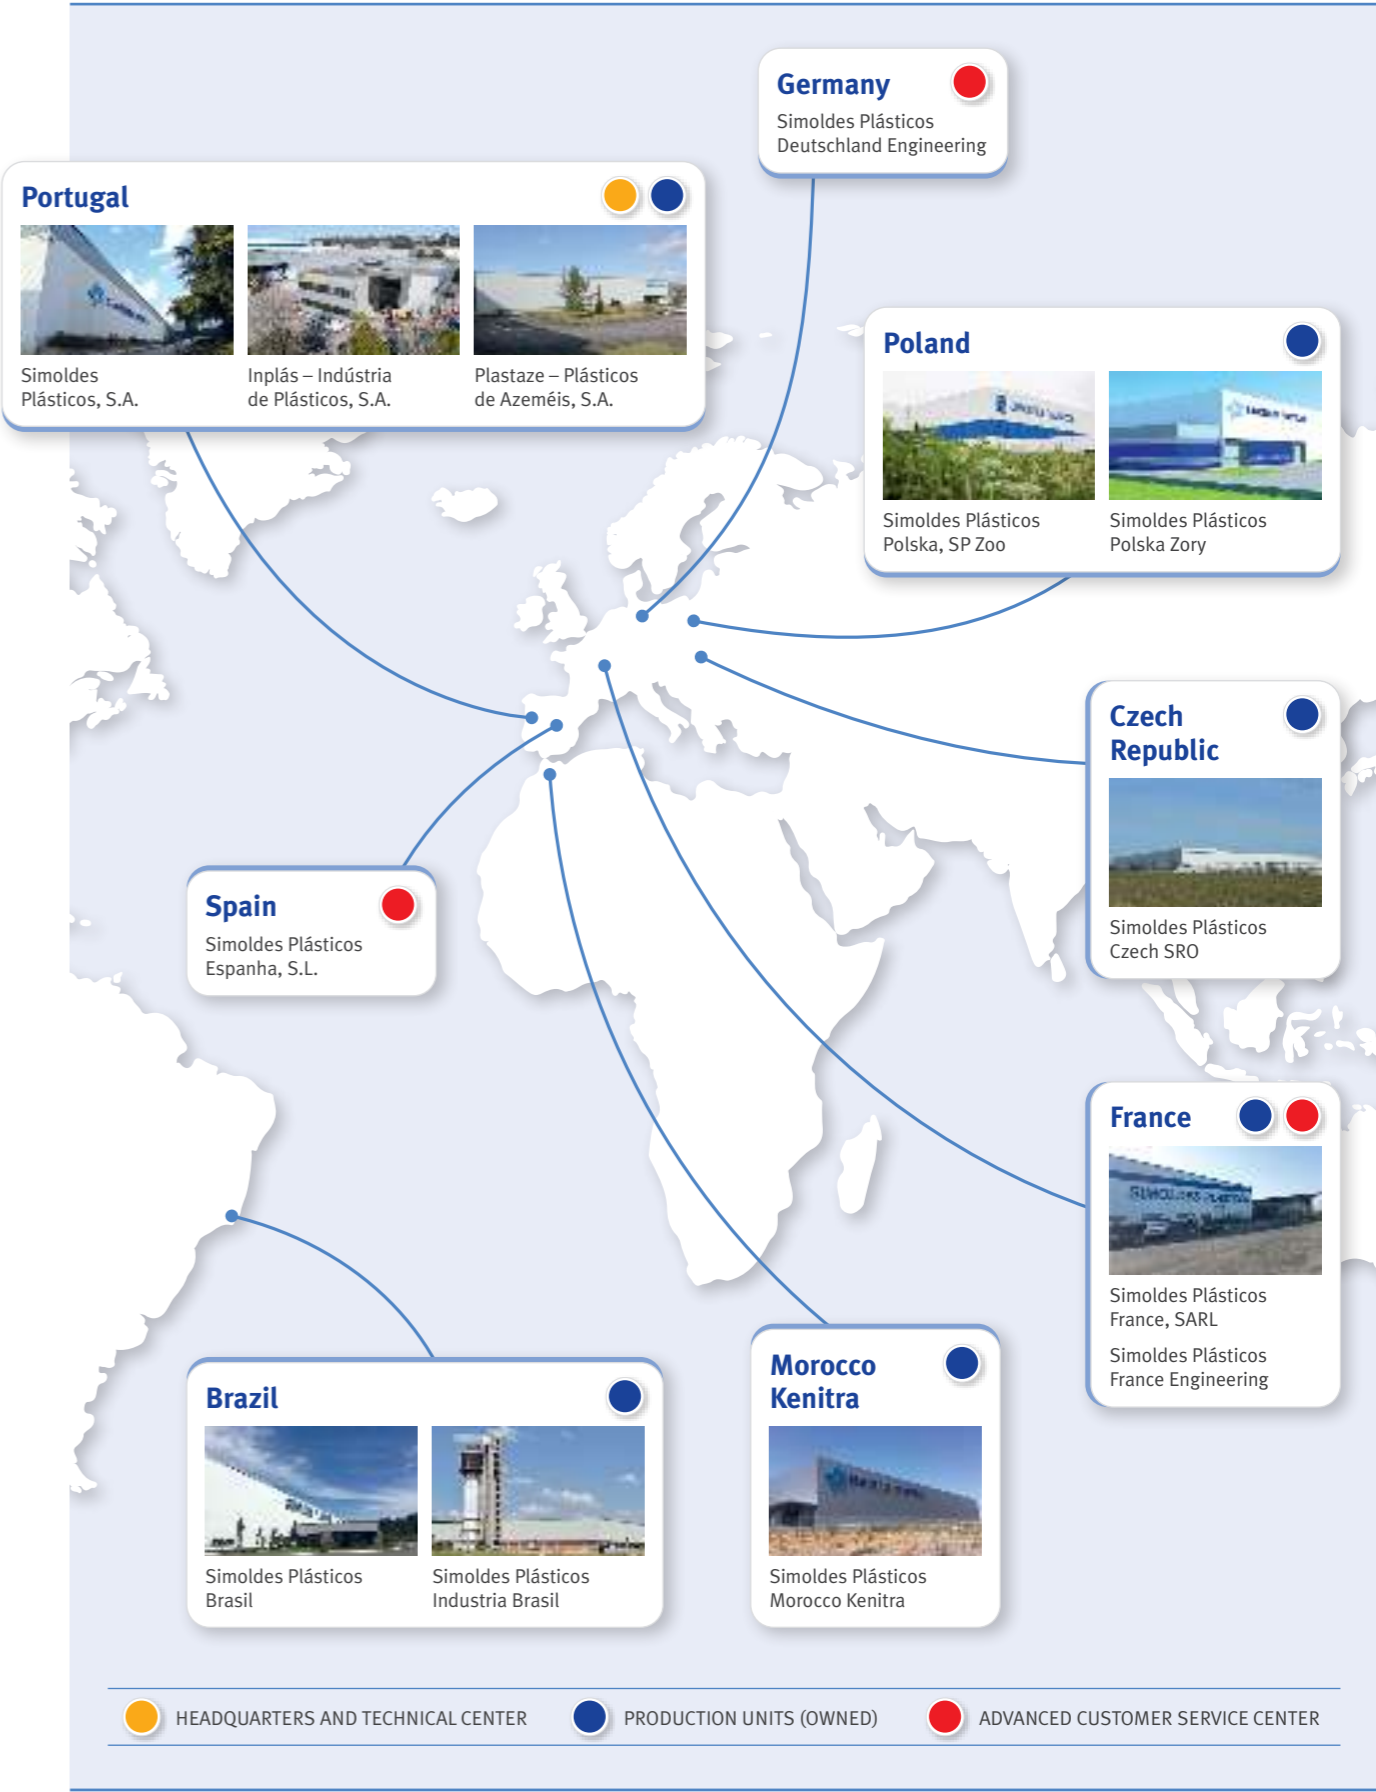 Germany
Simoldes Plásticos
Deutschland Engineering
Portugal
Simoldes
Plásticos, S.A.
Inplás – Indústria
de Plásticos, S.A.
Plastaze – Plásticos
de Azeméis, S.A.
Poland
Simoldes Plásticos
Polska, SP Zoo
Simoldes Plásticos
Polska Zory
Czech
Republic
Simoldes Plásticos
Czech SRO
Spain
Simoldes Plásticos
Espanha, S.L.
France
SIMOLDES PLASTICOS
Simoldes Plásticos
France, SARL
Simoldes Plásticos
France Engineering
Morocco
Kenitra
Simoldes Plásticos
Morocco Kenitra
Brazil
Simoldes Plásticos
Brasil
Simoldes Plásticos
Industria Brasil
HEADQUARTERS AND TECHNICAL CENTER
PRODUCTION UNITS (OWNED)
ADVANCED CUSTOMER SERVICE CENTER